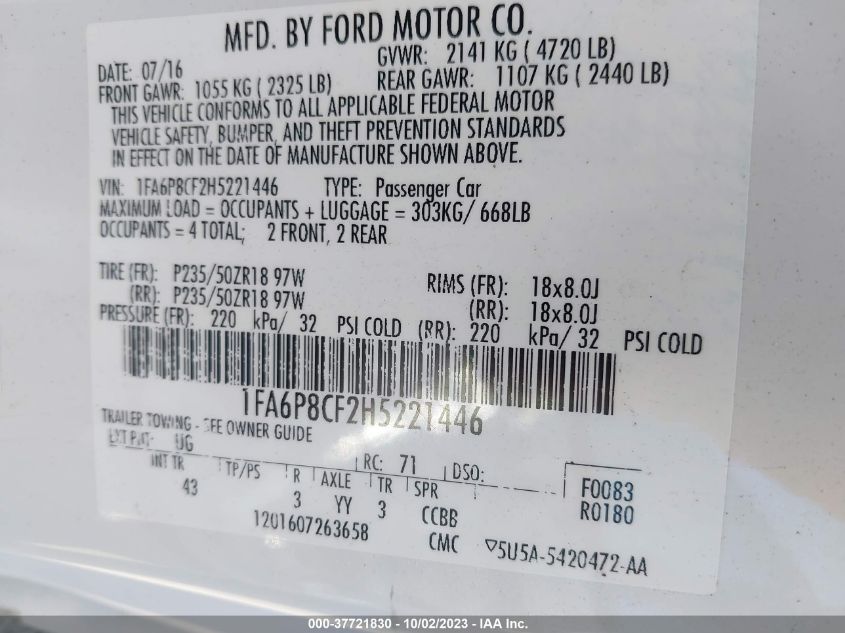 MFD. BY FORD MOTOR CO.
DATE: 07/16 GVWR: 2141 KG ( 4720 LB)
FRONT GAWR: 1055 KG ( 2325 LB) REAR GAWR: 1107 KG ( 2440 LB)
THIS VEHICLE CONFORMS TO ALL APPLICABLE FEDERAL MOTOR
VEHICLE SAFETY, BUMPER, AND THEFT PREVENTION STANDARDS
IN EFFECT ON THE DATE OF MANUFACTURE SHOWN ABOVE.
VIN: 1FA6P8CF2H5221446 TYPE: Passenger Car
MAXIMUM LOAD = OCCUPANTS + LUGGAGE = 303KG/ 668LB
OCCUPANTS = 4 TOTAL; 2 FRONT, 2 REAR
TIRE (FR): P235/50ZR18 97W RIMS (FR): 18x8.0J
(RR): P235/50ZR18 97W (RR): 18x8.0J
PRESSURE (FR): 220 kPa/ 32 PSI COLD (RR): 220 kPa/ 32 PSI COLD
1FA6P8CF2H5221446
TRAILER TOWING - SEE OWNER GUIDE
EXT PNT: UG RC: 71 DSO: F0083
INT TR TP/PS R AXLE TR SPR R0180
43 3 YY 3 CCBB
1201607263658 CMC ▽5U5A-5420472-AA
000-37721830 - 10/02/2023 - IAA Inc.